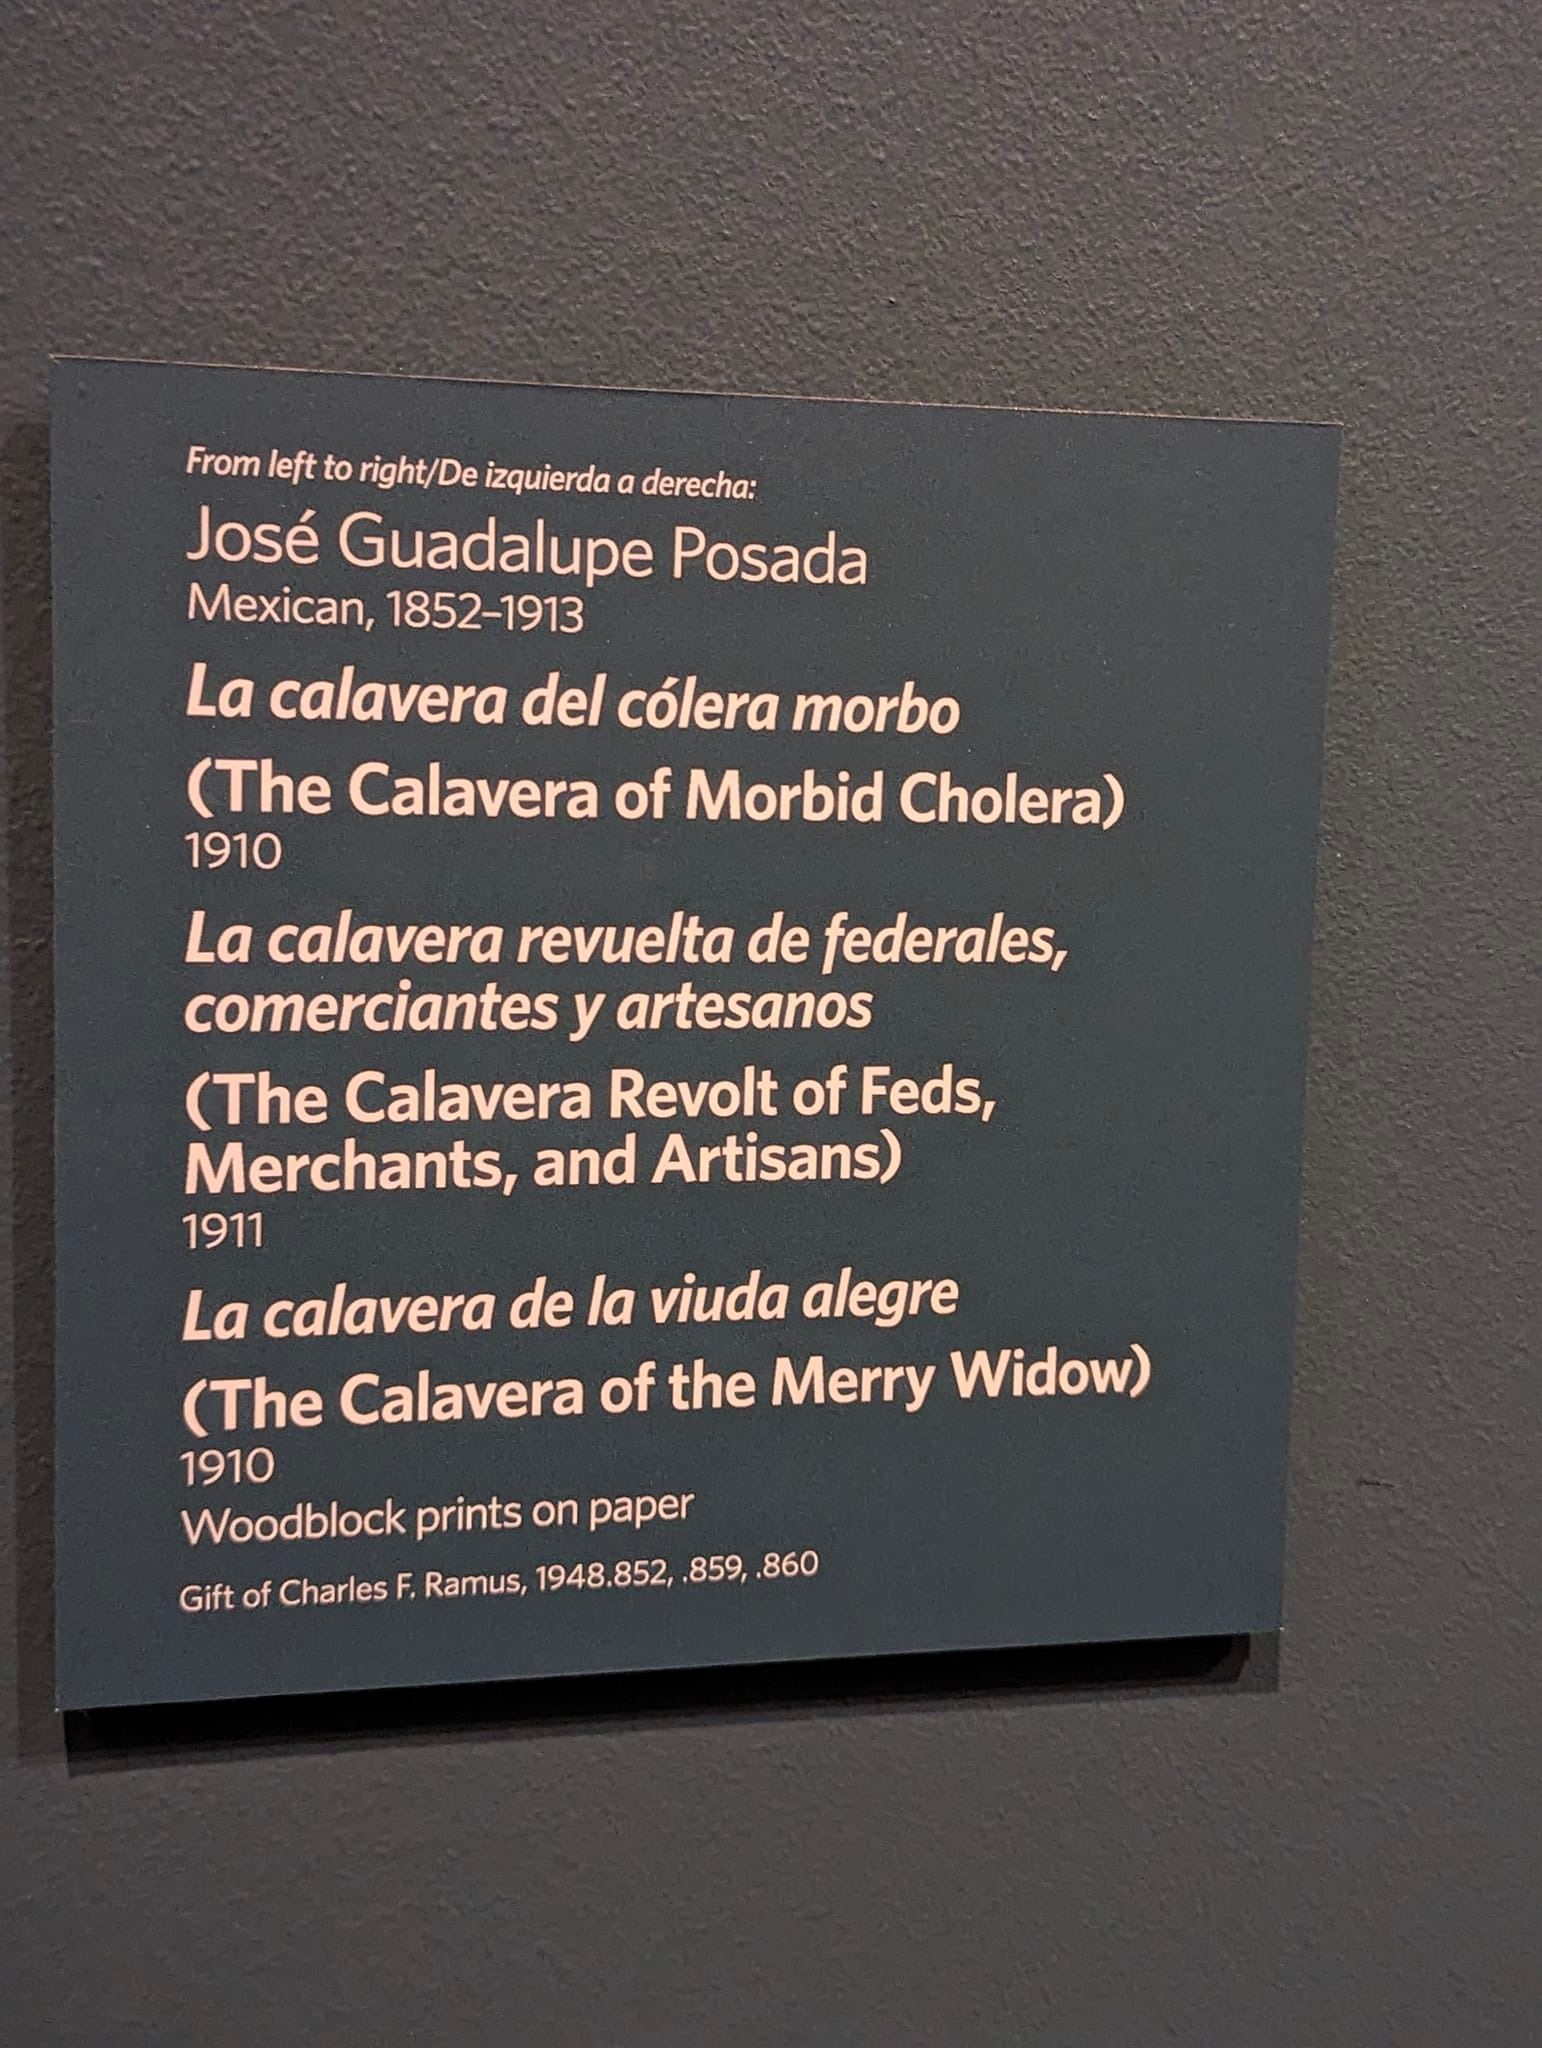 From left to right/De izquierda a derecha:
José Guadalupe Posada
Mexican, 1852–1913
La calavera del cólera morbo
(The Calavera of Morbid Cholera)
1910
La calavera revuelta de federales,
comerciantes y artesanos
(The Calavera Revolt of Feds,
Merchants, and Artisans)
1911
La calavera de la viuda alegre
(The Calavera of the Merry Widow)
1910
Woodblock prints on paper
Gift of Charles F. Ramus, 1948.852, .859, .860